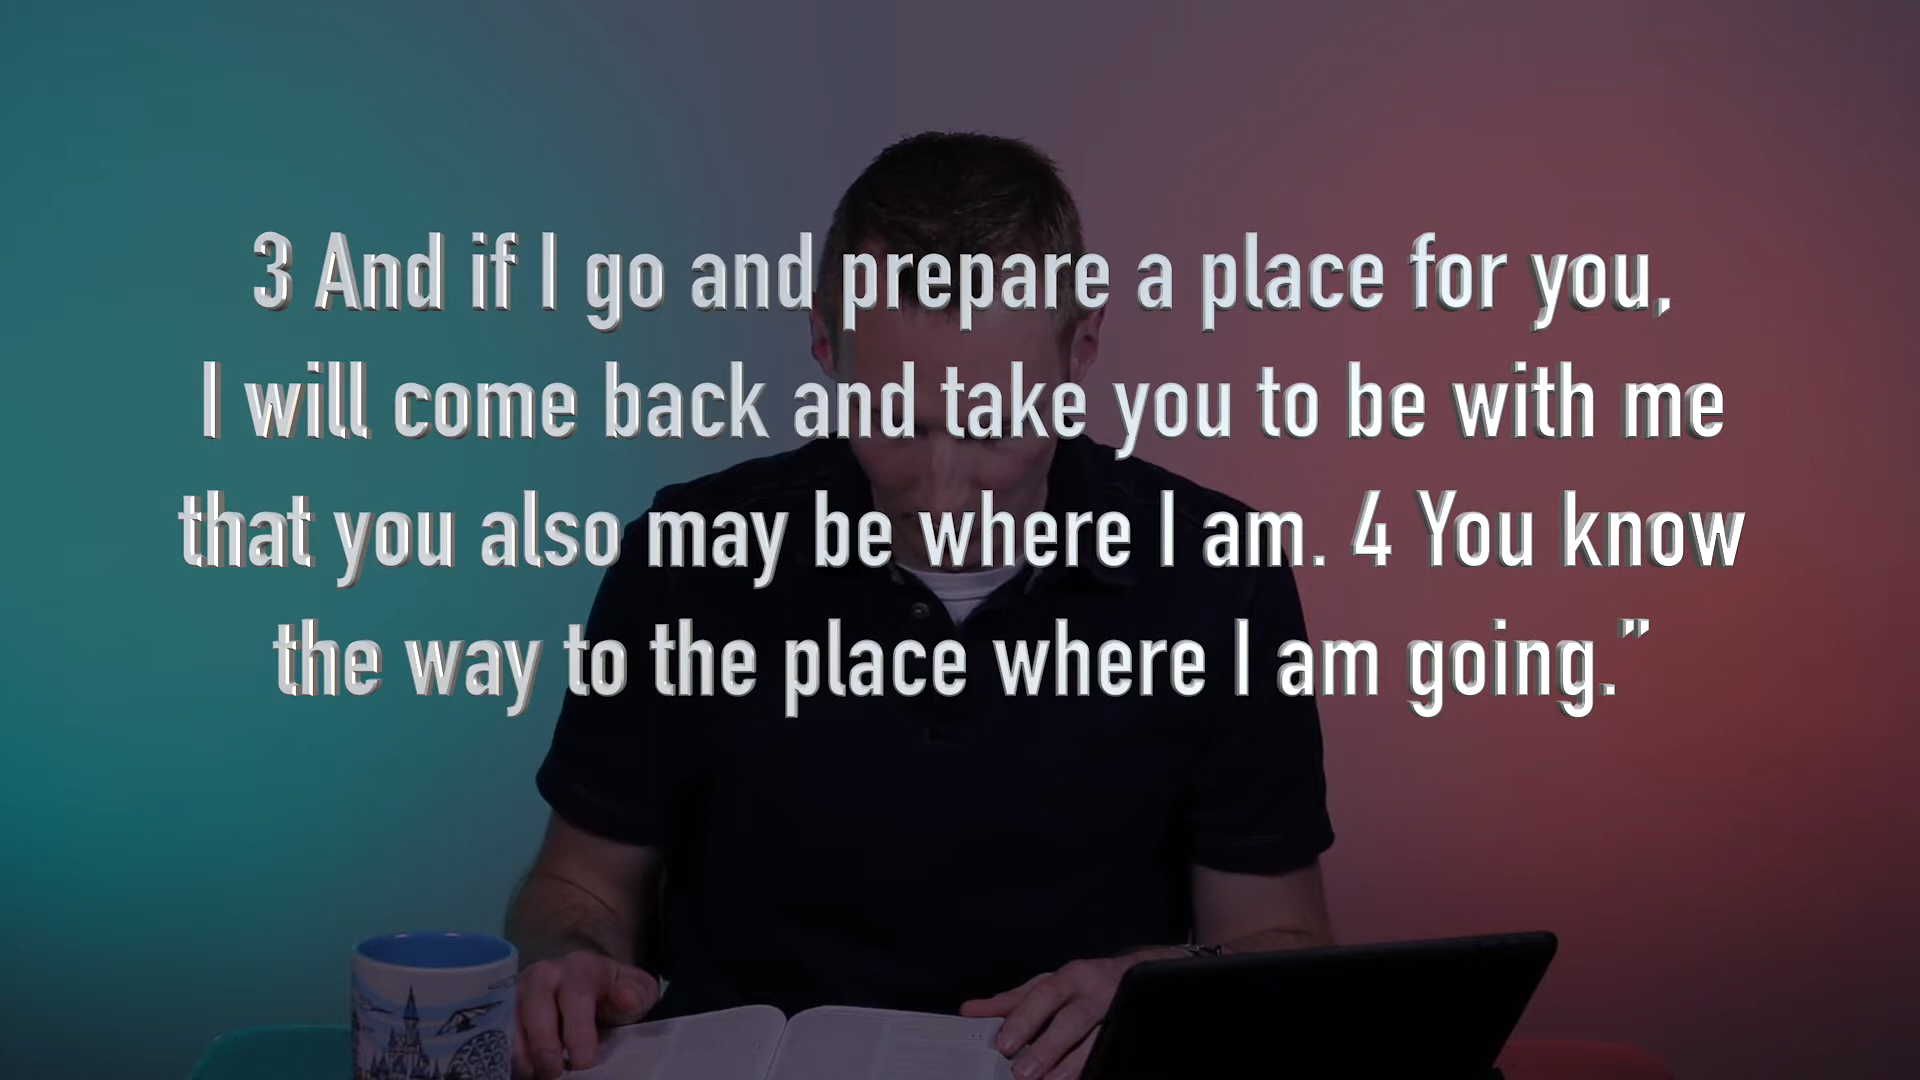 3 And if I go and prepare a place for you,
I will come back and take you to be with me
that you also may be where I am. 4 You know
the way to the place where I am going.”